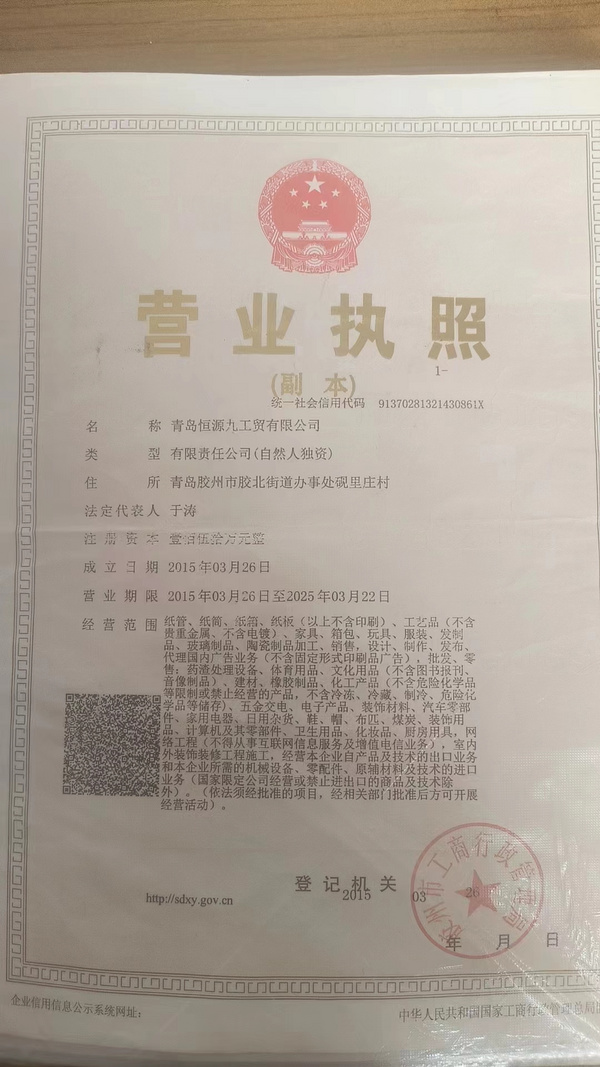 营业执照
1-
(副 本)
统一社会信用代码 91370281321430861X
名 称 青岛恒源九工贸有限公司
类 型 有限责任公司(自然人独资)
住 所 青岛胶州市胶北街道办事处砚里庄村
法定代表人 于涛
注册资本 壹佰伍拾万元整
成立日期 2015年03月26日
营业期限 2015年03月26日至2025年03月22日
经营范围 纸管、纸筒、纸箱、纸板（以上不含印刷）、工艺品（不含
贵重金属、不含电镀）、家具、箱包、玩具、服装、发制
品、玻璃制品、陶瓷制品加工、销售，设计、制作、发布、
代理国内广告业务（不含固定形式印刷品广告），批发、零
售：药渣处理设备、体育用品、文化用品（不含图书报刊、
音像制品）、建材、橡胶制品、化工产品（不含危险化学品
等限制或禁止经营的产品，不含冷冻、冷藏、制冷、危险化
学品等储存）、五金交电、电子产品、装饰材料、汽车零部
件、家用电器、日用杂货、鞋、帽、布匹、煤炭、装饰用
品、计算机及其零部件、卫生用品、化妆品、厨房用具，网
络工程（不得从事互联网信息服务及增值电信业务），室内
外装饰装修工程施工，经营本企业自产品及技术的出口业务
和本企业所需的机械设备、零配件、原辅材料及技术的进口
业务（国家限定公司经营或禁止进出口的商品及技术除
外）。（依法须经批准的项目，经相关部门批准后方可开展
经营活动）。
登记机关
胶州市工商行政管理局
http://sdxy.gov.cn
2015 03 26
年 月 日
企业信用信息公示系统网址：
中华人民共和国国家工商行政管理总局